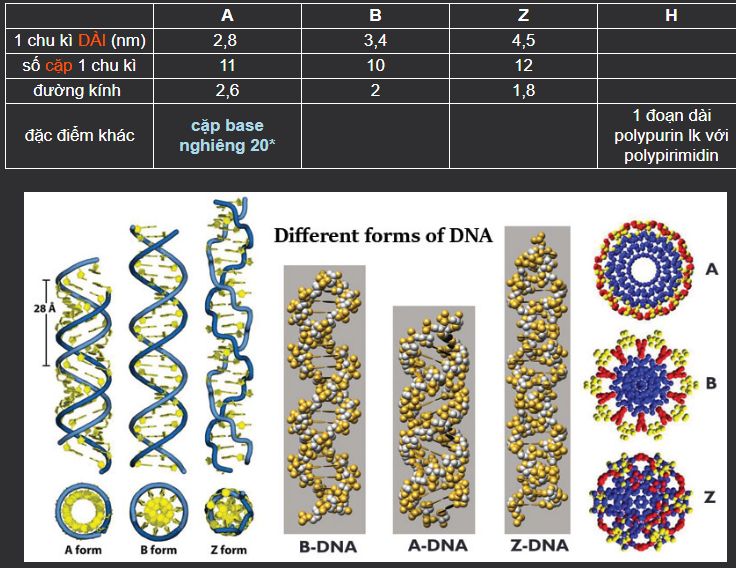 A B Z H
1 chu kì DÀI (nm) 2,8 3,4 4,5
số cặp 1 chu kì 11 10 12
đường kính 2,6 2 1,8
đặc điểm khác cặp base nghiêng 20* 1 đoạn dài polypurin lk với polypirimidin
Different forms of DNA
28 Å
A form B form Z form
B-DNA A-DNA Z-DNA
A
B
Z